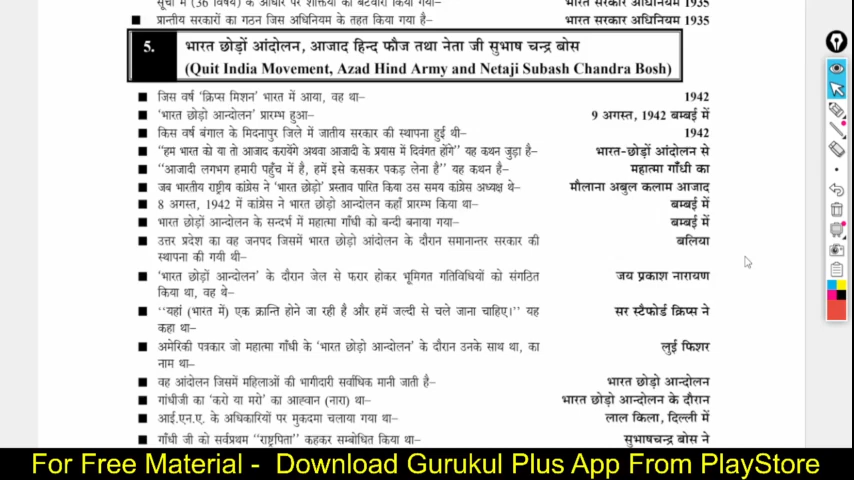 सूची में (36 विषय) के आधार पर शक्तियों का बंटवारा किया गया– भारत सरकार अधिनियम 1935
■ प्रान्तीय सरकारों का गठन जिस अधिनियम के तहत किया गया है– भारत सरकार अधिनियम 1935
5. भारत छोड़ों आंदोलन, आजाद हिन्द फौज तथा नेता जी सुभाष चन्द्र बोस
(Quit India Movement, Azad Hind Army and Netaji Subash Chandra Bosh)
■ जिस वर्ष 'क्रिप्स मिशन' भारत में आया, वह था– 1942
■ 'भारत छोड़ो आन्दोलन' प्रारम्भ हुआ– 9 अगस्त, 1942 बम्बई में
■ किस वर्ष बंगाल के मिदनापुर जिले में जातीय सरकार की स्थापना हुई थी– 1942
■ "हम भारत को या तो आजाद करायेंगे अथवा आजादी के प्रयास में दिवंगत होंगे" यह कथन जुड़ा है– भारत-छोड़ों आंदोलन से
■ "आजादी लगभग हमारी पहुँच में है, हमें इसे कसकर पकड़ लेना है" यह कथन है– महात्मा गाँधी का
■ जब भारतीय राष्ट्रीय कांग्रेस ने 'भारत छोड़ो' प्रस्ताव पारित किया उस समय कांग्रेस अध्यक्ष थे– मौलाना अबुल कलाम आजाद
■ 8 अगस्त, 1942 में कांग्रेस ने भारत छोड़ो आन्दोलन कहाँ प्रारम्भ किया था– बम्बई में
■ भारत छोड़ों आन्दोलन के सन्दर्भ में महात्मा गाँधी को बन्दी बनाया गया– बम्बई में
■ उत्तर प्रदेश का वह जनपद जिसमें भारत छोड़ो आंदोलन के दौरान समानान्तर सरकार की बलिया
स्थापना की गयी थी–
■ 'भारत छोड़ों आन्दोलन' के दौरान जेल से फरार होकर भूमिगत गतिविधियों को संगठित जय प्रकाश नारायण
किया था, वह थे–
■ "यहां (भारत में) एक क्रान्ति होने जा रही है और हमें जल्दी से चले जाना चाहिए।" यह सर स्टैफोर्ड क्रिप्स ने
कहा था–
■ अमेरिकी पत्रकार जो महात्मा गाँधी के 'भारत छोड़ो आन्दोलन' के दौरान उनके साथ था, का लुई फिशर
नाम था–
■ वह आंदोलन जिसमें महिलाओं की भागीदारी सर्वाधिक मानी जाती है– भारत छोड़ो आन्दोलन
■ गांधीजी का 'करो या मरो' का आह्वान (नारा) था– भारत छोड़ो आन्दोलन के दौरान
■ आई.एन.ए. के अधिकारियों पर मुकदमा चलाया गया था– लाल किला, दिल्ली में
■ गाँधी जी को सर्वप्रथम "राष्ट्रपिता" कहकर सम्बोधित किया था– सुभाषचन्द्र बोस ने
For Free Material - Download Gurukul Plus App From PlayStore